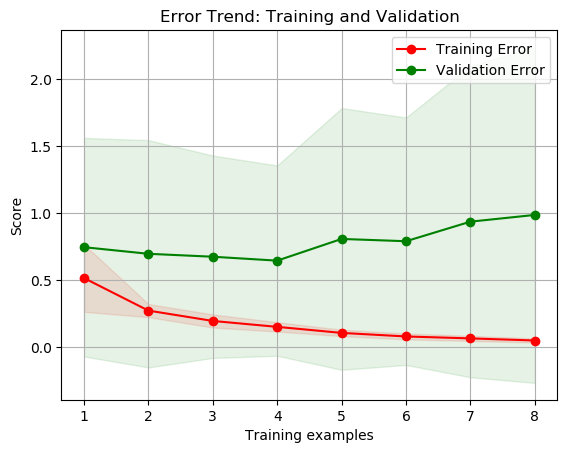 Error Trend: Training and Validation
Training Error
Validation Error
2.0
1.5
1.0
0.5
0.0
Score
1 2 3 4 5 6 7 8
Training examples